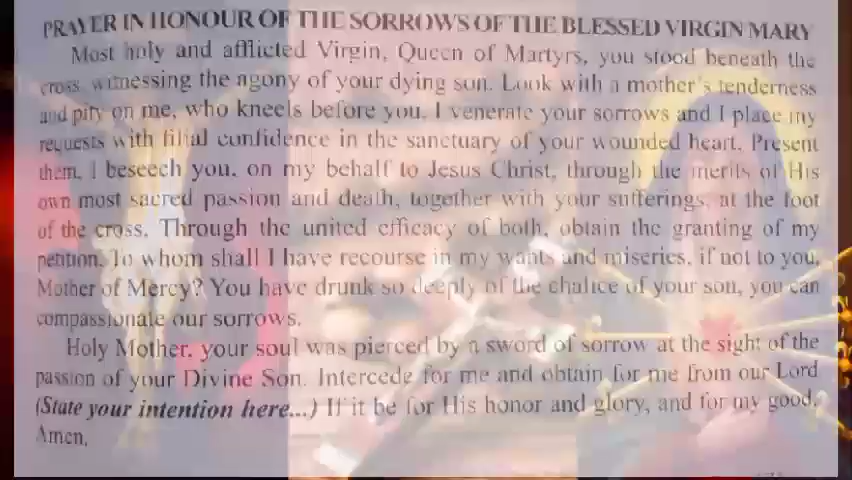 PRAYER IN HONOUR OF THE SORROWS OF THE BLESSED VIRGIN MARY
Most holy and afflicted Virgin, Queen of Martyrs, you stood beneath the
cross, witnessing the agony of your dying son. Look with a mother's tenderness
and pity on me, who kneels before you. I venerate your sorrows and I place my
requests with filial confidence in the sanctuary of your wounded heart. Present
them, I beseech you, on my behalf to Jesus Christ, through the merits of His
own most sacred passion and death, together with your sufferings, at the foot
of the cross. Through the united efficacy of both, obtain the granting of my
petition. To whom shall I have recourse in my wants and miseries, if not to you,
Mother of Mercy? You have drunk so deeply of the chalice of your son, you can
compassionate our sorrows.
Holy Mother, your soul was pierced by a sword of sorrow at the sight of the
passion of your Divine Son. Intercede for me and obtain for me from our Lord
(State your intention here...) If it be for His honor and glory, and for my good,
Amen.